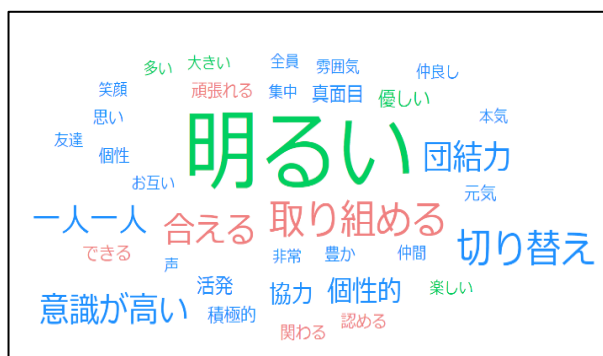 多い
大きい
全員
雰囲気
仲良し
笑顔
頑張れる
集中
真面目
優しい
思い
本気
友達
個性
明るい
団結力
お互い
元気
一人一人
合える
取り組める
切り替え
できる
声
非常
豊か
仲間
活発
協力
個性的
楽しい
意識が高い
積極的
関わる
認める